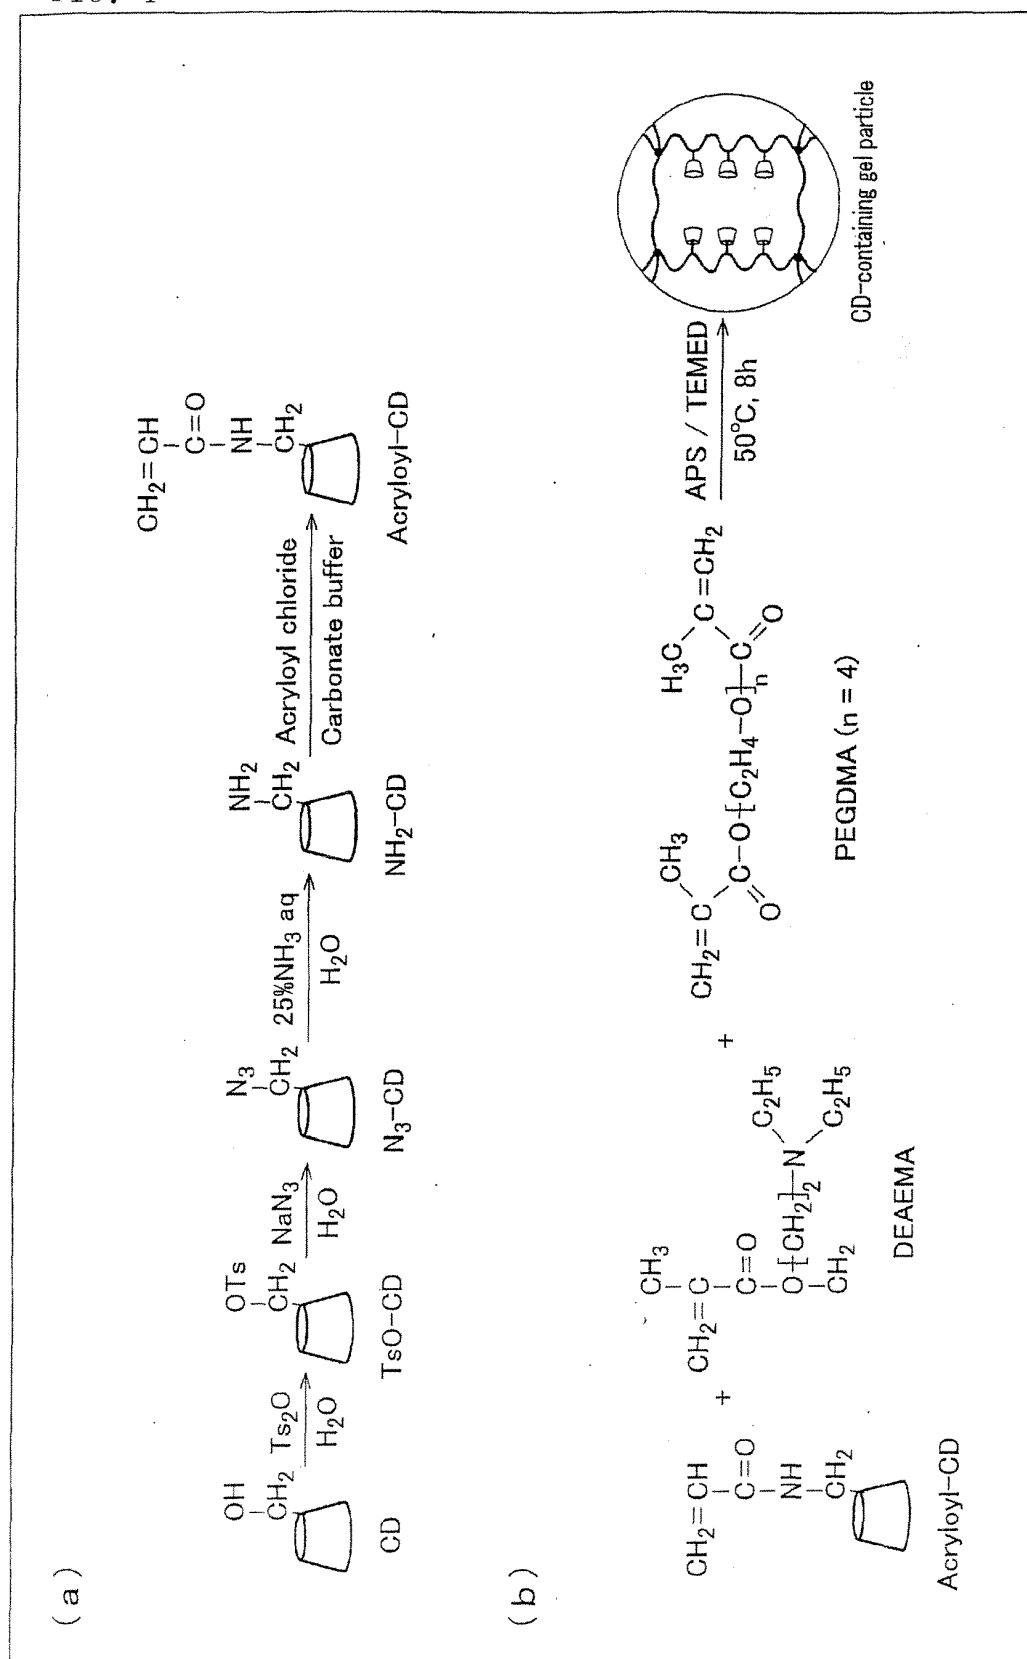 (a)
OH
CH2
CD
Ts2O
H2O
OTs
CH2
TsO-CD
NaN3
H2O
N3
CH2
N3-CD
25%NH3 aq
H2O
NH2
CH2
NH2-CD
Acryloyl chloride
Carbonate buffer
CH2=CH
C=O
NH
CH2
Acryloyl-CD
(b)
CH2=CH
C=O
NH
CH2
Acryloyl-CD
+
CH3
CH2=C
C=O
O-[CH2]2-N
C2H5
C2H5
CH2
DEAEMA
+
CH3
CH2=C
C-O-[C2H4-O]n-C
O
O
H3C
C=CH2
PEGDMA (n = 4)
APS / TEMED
50°C, 8h
CD-containing gel particle